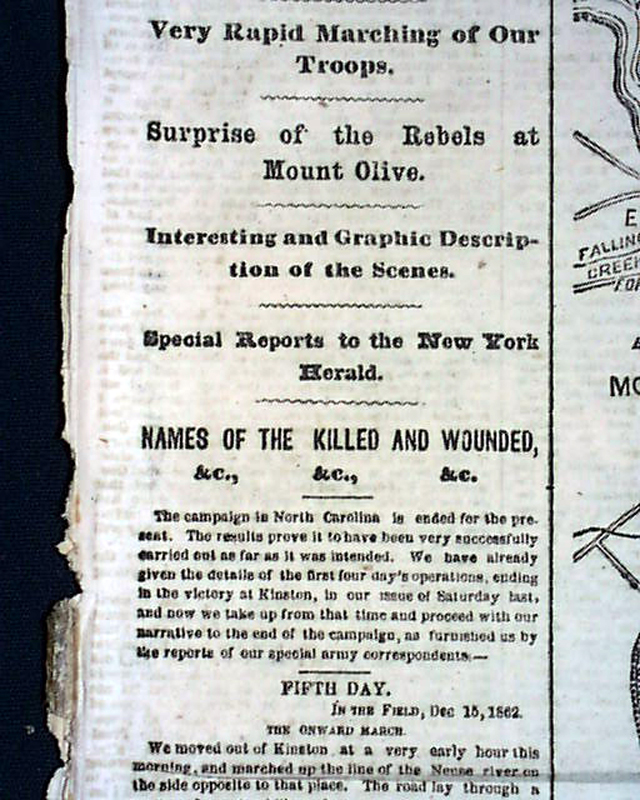 Very Rapid Marching of Our
Troops.
Surprise of the Rebels at
Mount Olive.
Interesting and Graphic Descrip-
tion of the Scenes.
Special Reports to the New York
Herald.
NAMES OF THE KILLED AND WOUNDED,
&c., &c., &c.
The campaign in North Carolina is ended for the pre-
sent. The results prove it to have been very successfully
carried out as far as it was intended. We have already
given the details of the first four day's operations, ending
in the victory at Kinston, in our issue of Saturday last,
and now we take up from that time and proceed with our
narrative to the end of the campaign, as furnished us by
the reports of our special army correspondents:—
FIFTH DAY.
IN THE FIELD, Dec 15, 1862.
THE ONWARD MARCH.
We moved out of Kinston at a very early hour this
morning, and marched up the line of the Neuse river on
the side opposite to that place. The road lay through a
FALLING
CREEK
MO